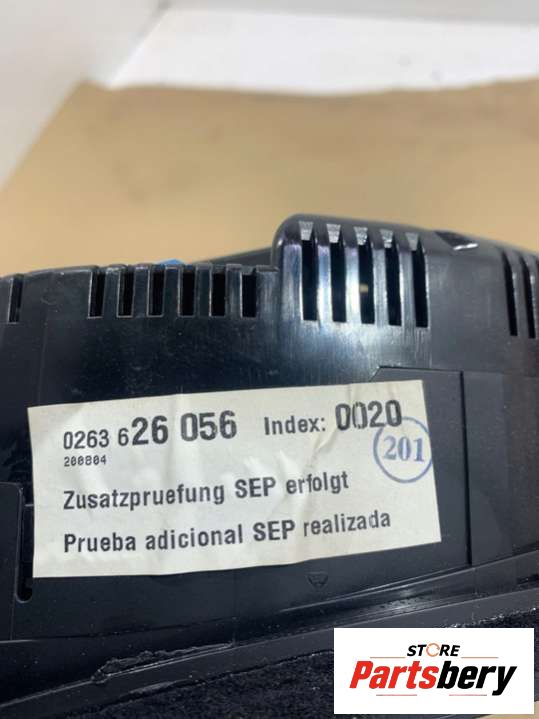 0263 626 056 Index: 0020
200804
201
Zusatzpruefung SEP erfolgt
Prueba adicional SEP realizada
STORE
Partsbery